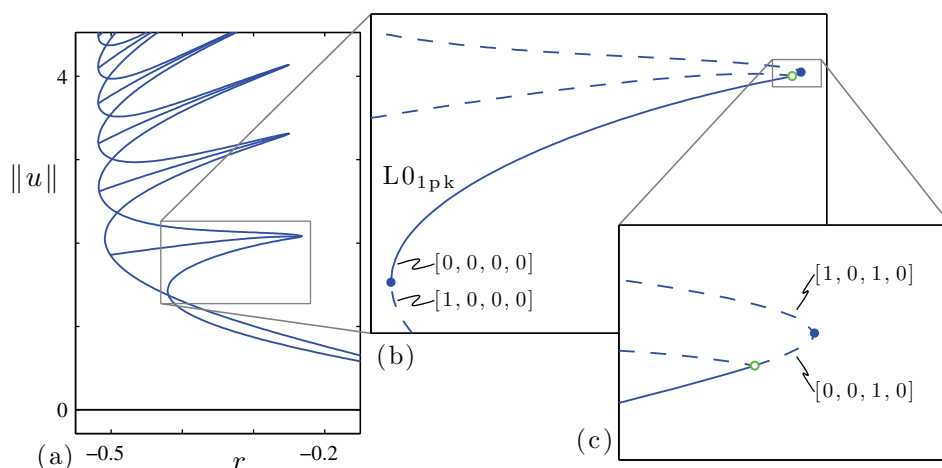 4
‖u‖
0
(a)
−0.5
r
−0.2
L0₁pk
[0, 0, 0, 0]
[1, 0, 0, 0]
(b)
[1, 0, 1, 0]
[0, 0, 1, 0]
(c)